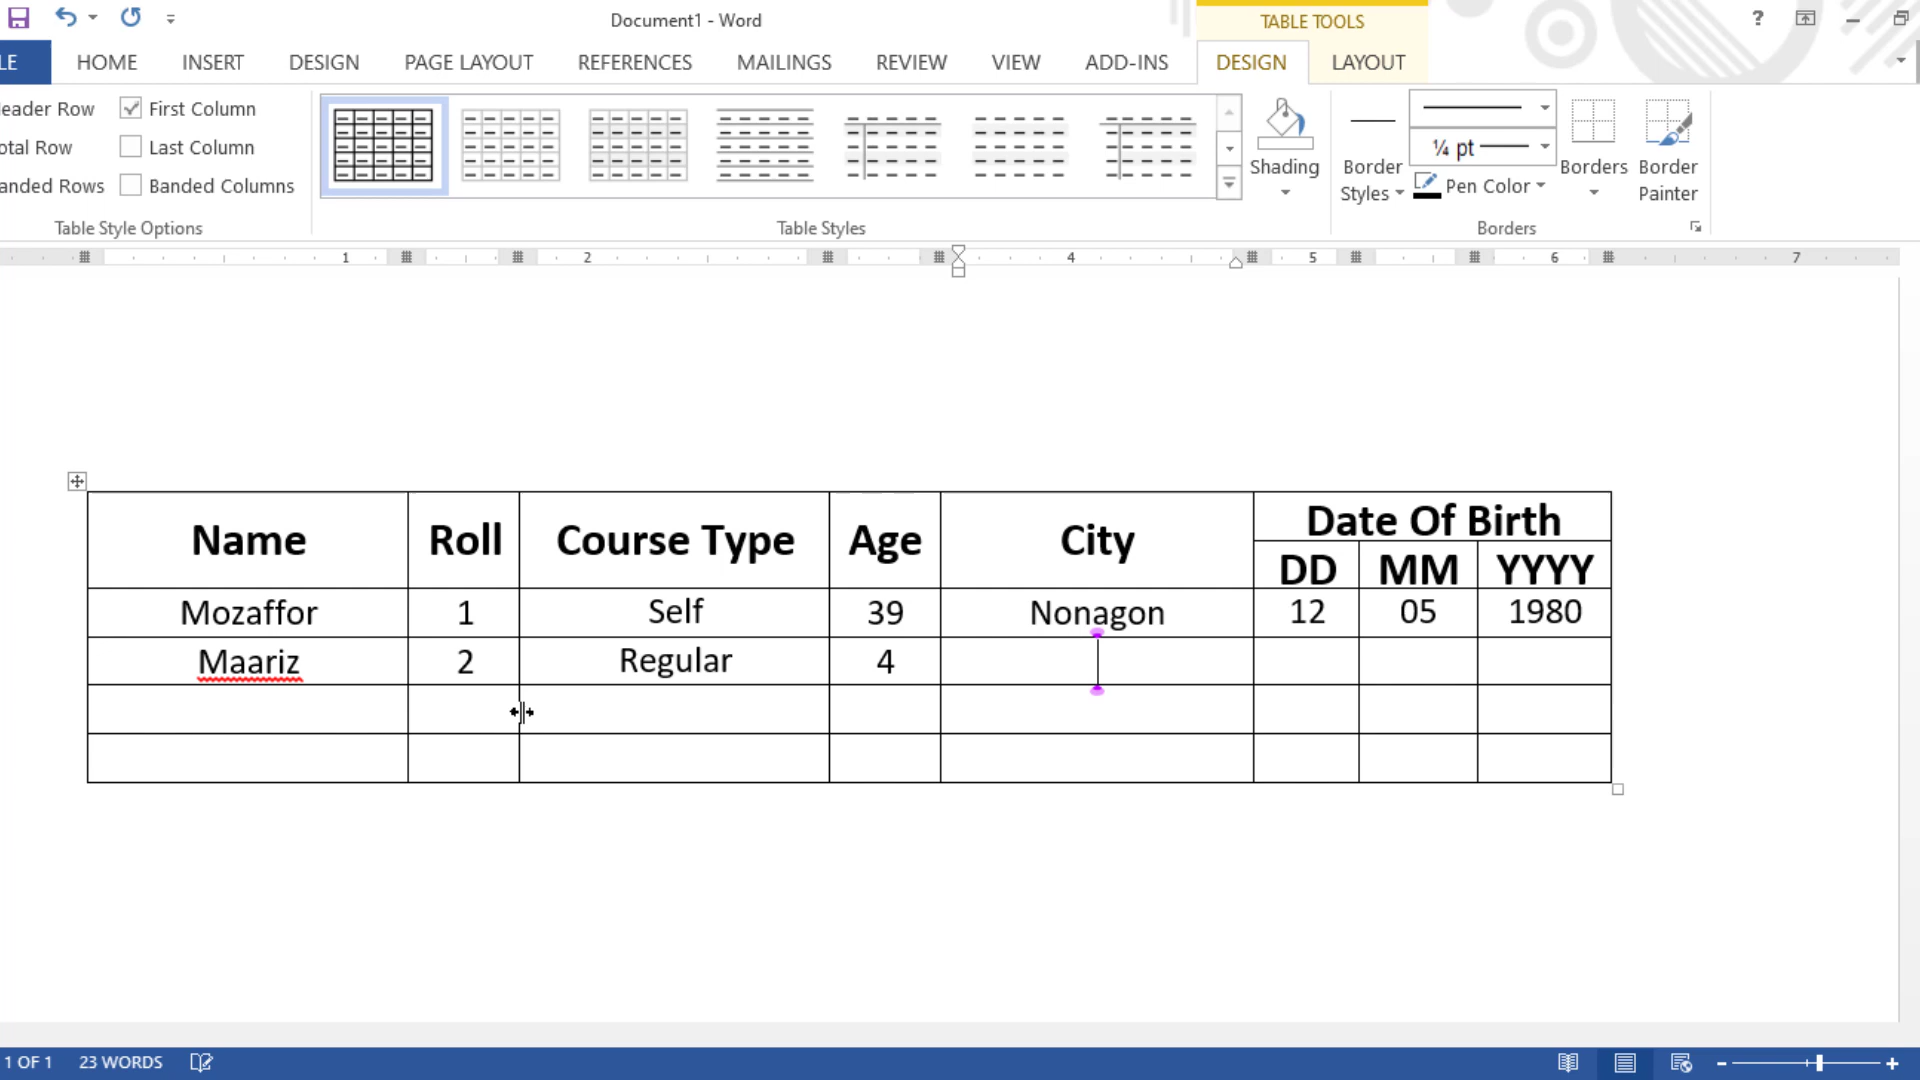 Document1 - Word
TABLE TOOLS
?
LE
HOME
INSERT
DESIGN
PAGE LAYOUT
REFERENCES
MAILINGS
REVIEW
VIEW
ADD-INS
DESIGN
LAYOUT
eader Row
First Column
otal Row
Last Column
anded Rows
Banded Columns
Table Style Options
Table Styles
Shading
Border
Styles
¼ pt
Pen Color
Borders
Border
Painter
Borders
1 2 4 5 6 7
Name Roll Course Type Age City Date Of Birth
DD MM YYYY
Mozaffor 1 Self 39 Nonagon 12 05 1980
Maariz 2 Regular 4
1 OF 1
23 WORDS